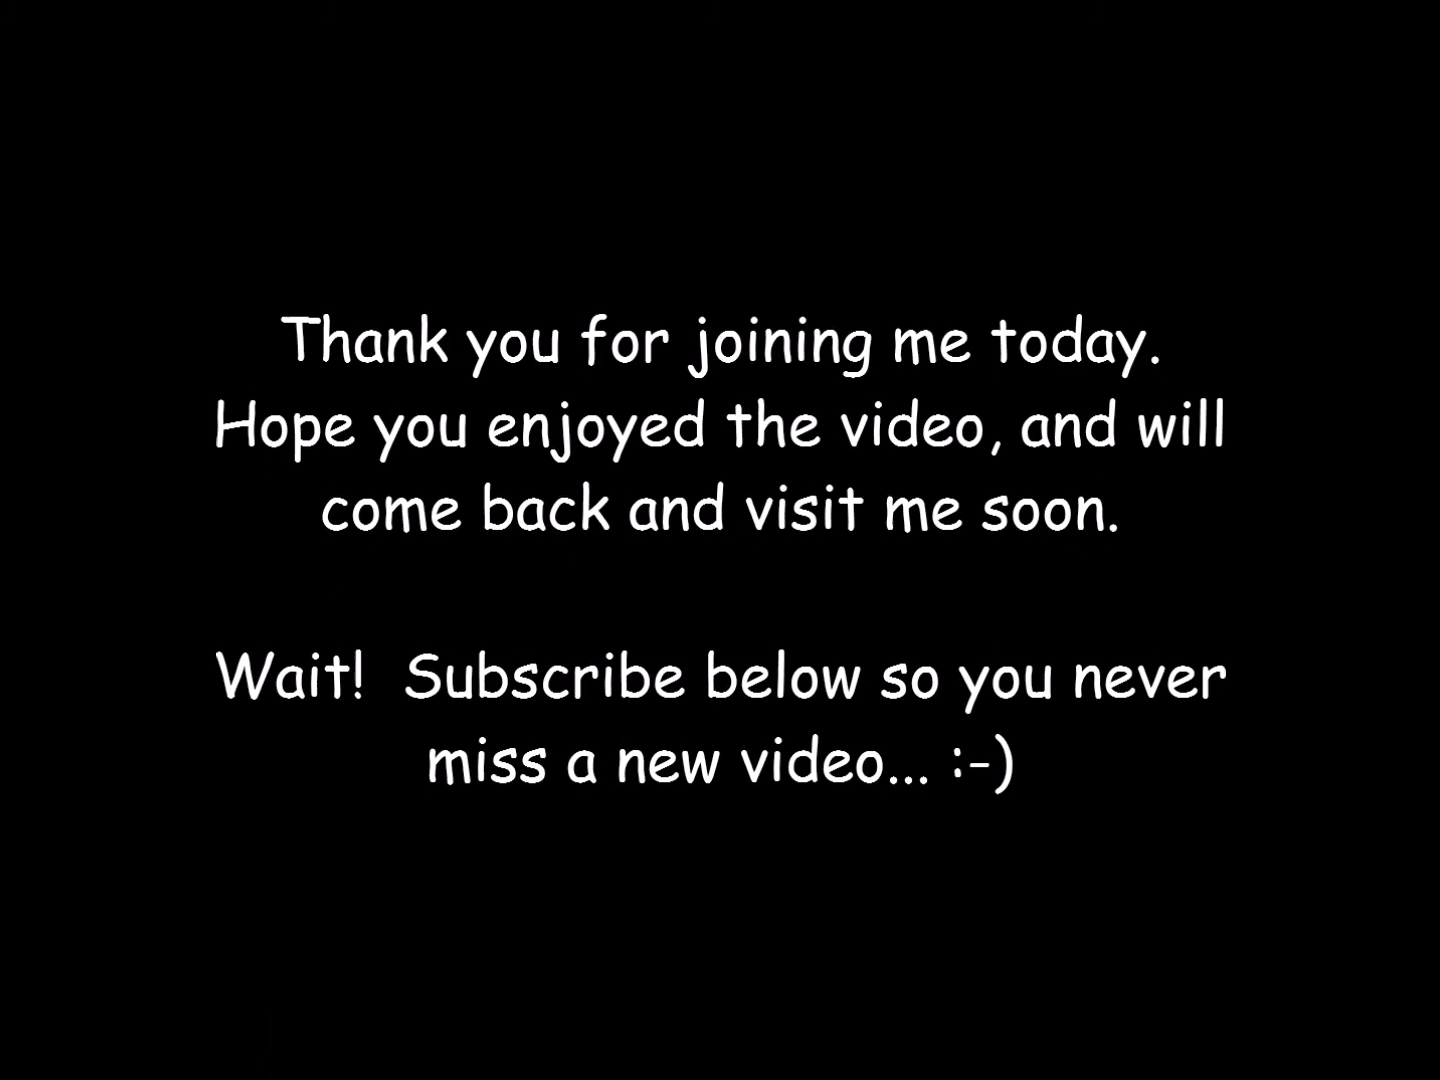 Thank you for joining me today.
Hope you enjoyed the video, and will
come back and visit me soon.
Wait!  Subscribe below so you never
miss a new video... :-)